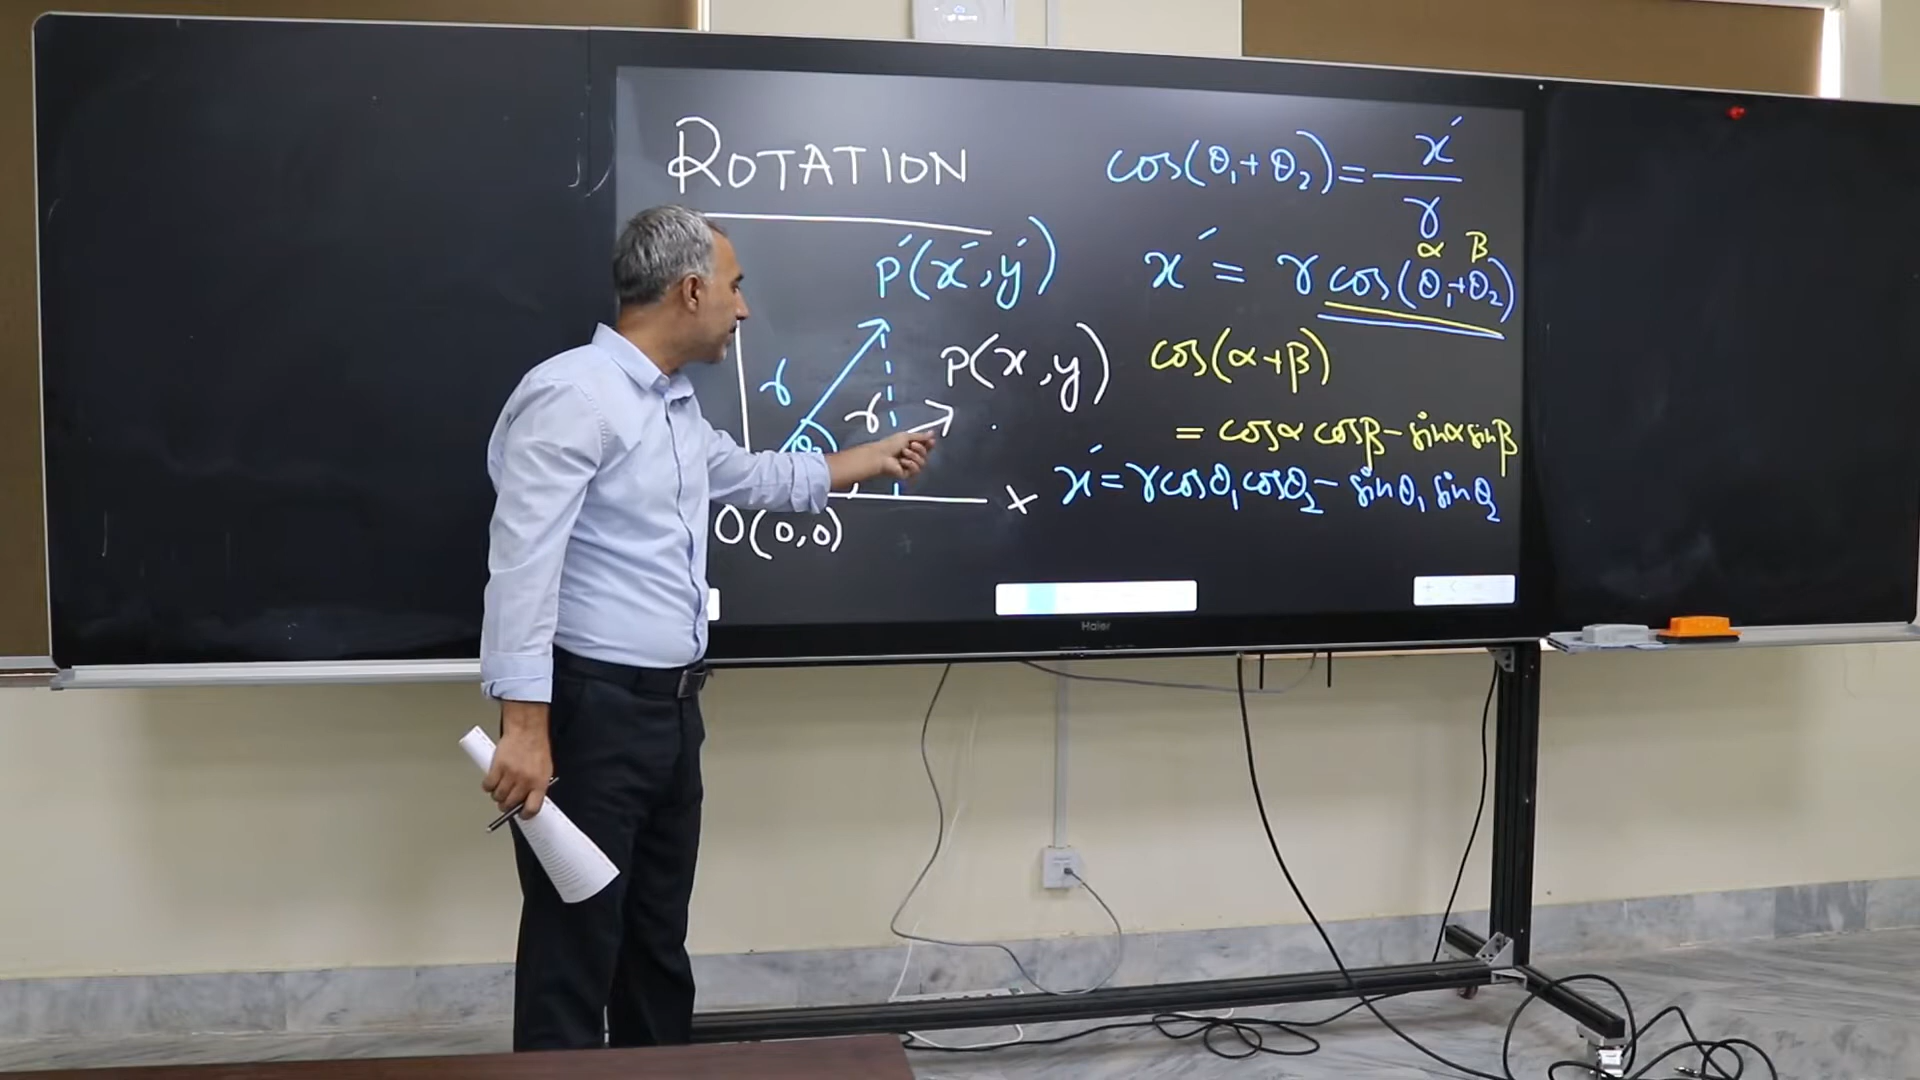 ROTATION
Ṕ(x́,ý)
r
r
θ₂
P(x,y)
x
O(0,0)
cos(θ₁+θ₂)= x́
r
α β
x́ = r cos(θ₁+θ₂)
cos(α+β)
= cosα cosβ - sinα sinβ
x́ = r cosθ₁ cosθ₂ - sinθ₁ sinθ₂
Haier